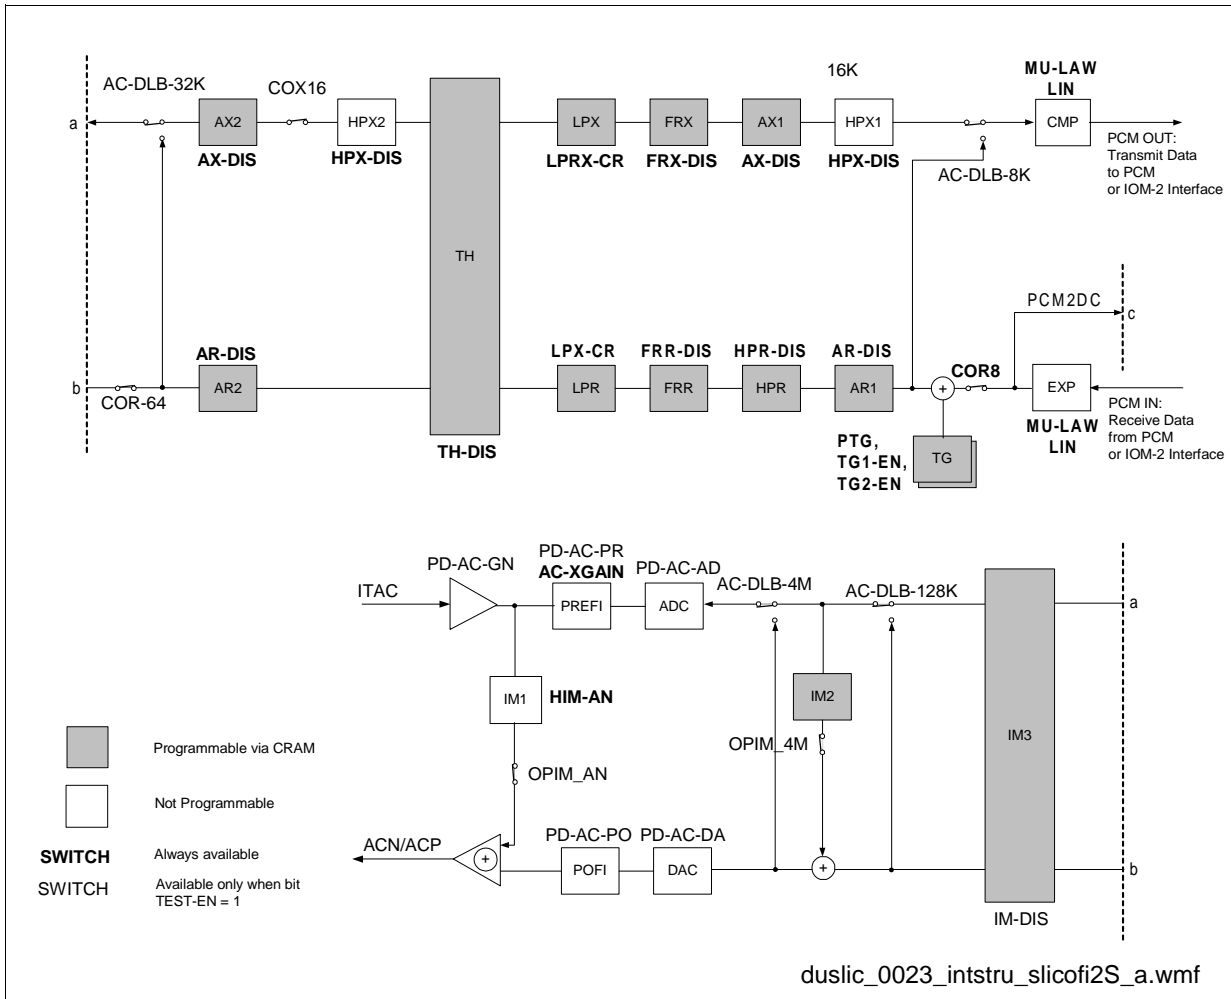 AC-DLB-32K
COX16
16K
MU-LAW
LIN
a
AX2
HPX2
LPX
FRX
AX1
HPX1
CMP
AX-DIS
HPX-DIS
LPRX-CR
FRX-DIS
AX-DIS
HPX-DIS
AC-DLB-8K
PCM OUT:
Transmit Data
to PCM
or IOM-2 Interface
TH
PCM2DC
c
AR-DIS
LPX-CR
FRR-DIS
HPR-DIS
AR-DIS
COR8
b
COR-64
AR2
LPR
FRR
HPR
AR1
+
EXP
PCM IN:
Receive Data
from PCM
or IOM-2 Interface
MU-LAW
LIN
TH-DIS
PTG,
TG1-EN,
TG2-EN
TG
PD-AC-GN
PD-AC-PR
AC-XGAIN
PD-AC-AD
AC-DLB-4M
AC-DLB-128K
ITAC
PREFI
ADC
a
IM1
HIM-AN
IM2
OPIM_4M
IM3
OPIM_AN
Programmable via CRAM
Not Programmable
SWITCH
Always available
SWITCH
Available only when bit
TEST-EN = 1
ACN/ACP
+
PD-AC-PO
PD-AC-DA
POFI
DAC
+
b
IM-DIS
duslic_0023_intstru_slicofi2S_a.wmf